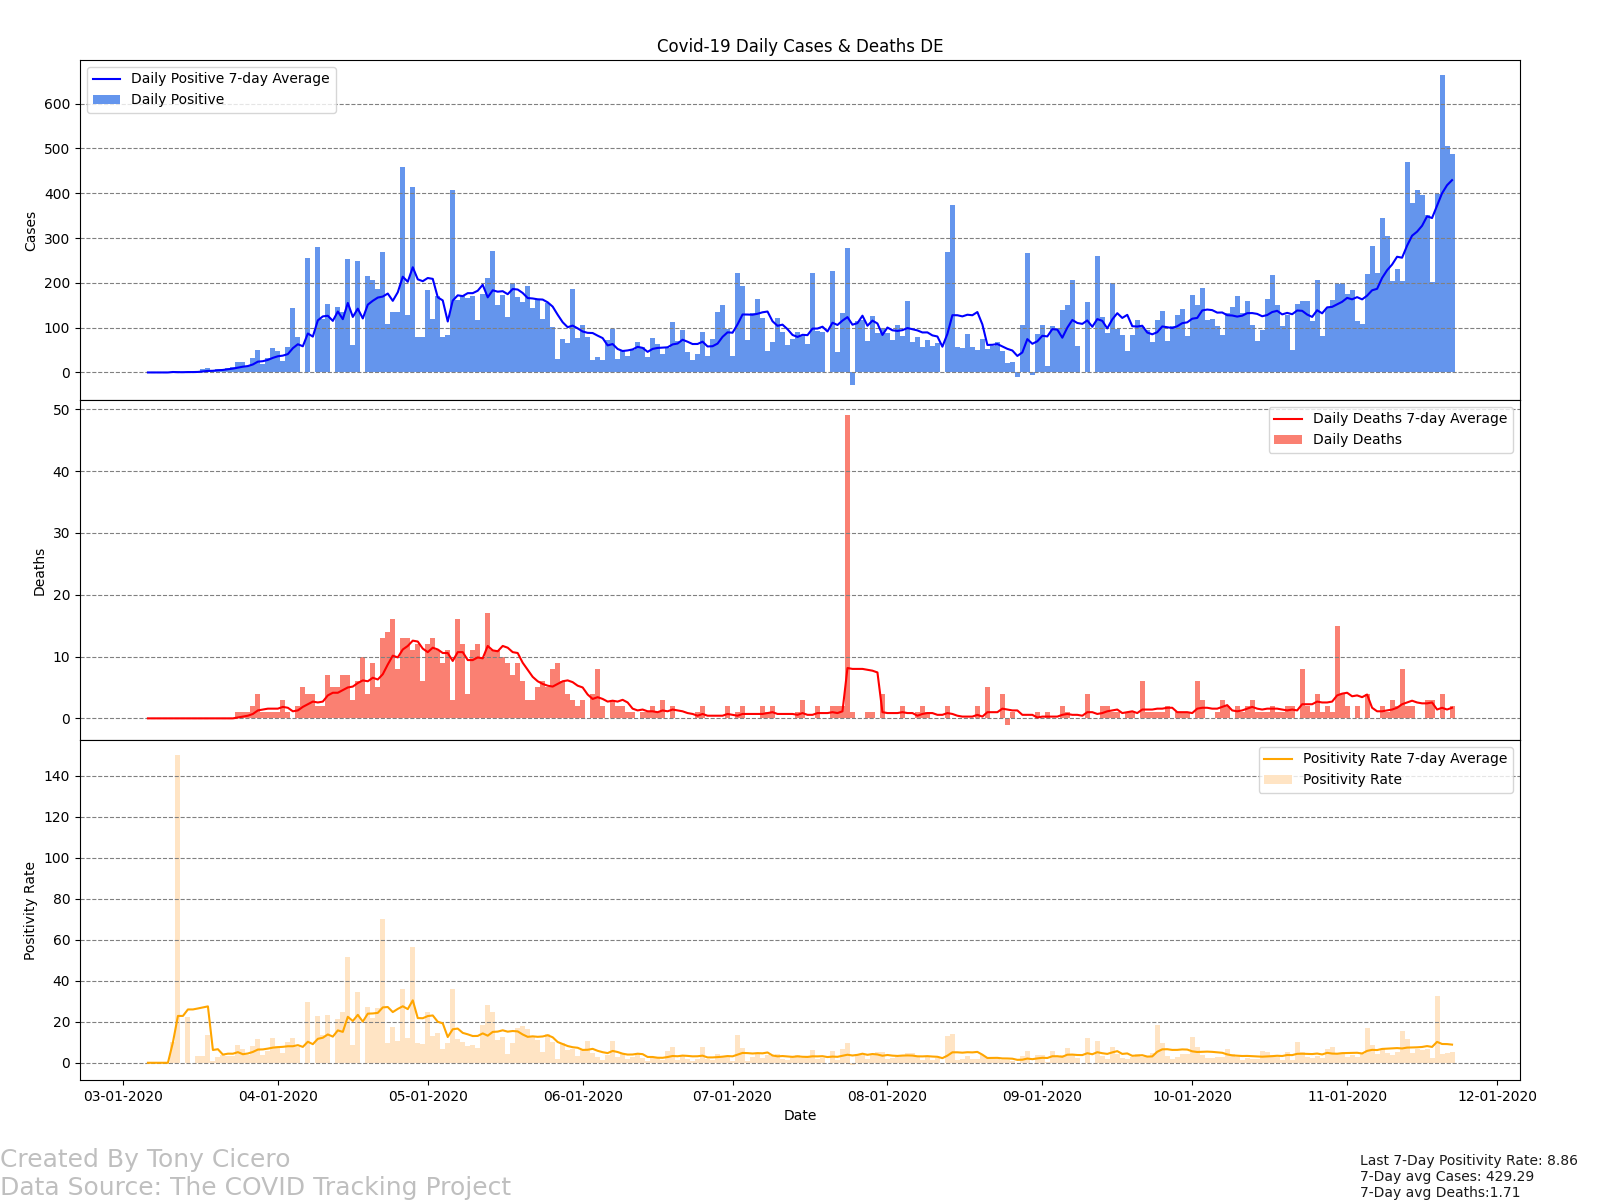 Covid-19 Daily Cases & Deaths DE
Daily Positive 7-day Average
Daily Positive
600
500
400
300
200
100
0
Cases
Daily Deaths 7-day Average
Daily Deaths
50
40
30
20
10
0
Deaths
Positivity Rate 7-day Average
Positivity Rate
140
120
100
80
60
40
20
0
Positivity Rate
03-01-2020 04-01-2020 05-01-2020 06-01-2020 07-01-2020 08-01-2020 09-01-2020 10-01-2020 11-01-2020 12-01-2020
Date
Created By Tony Cicero
Data Source: The COVID Tracking Project
Last 7-Day Positivity Rate: 8.86
7-Day avg Cases: 429.29
7-Day avg Deaths:1.71